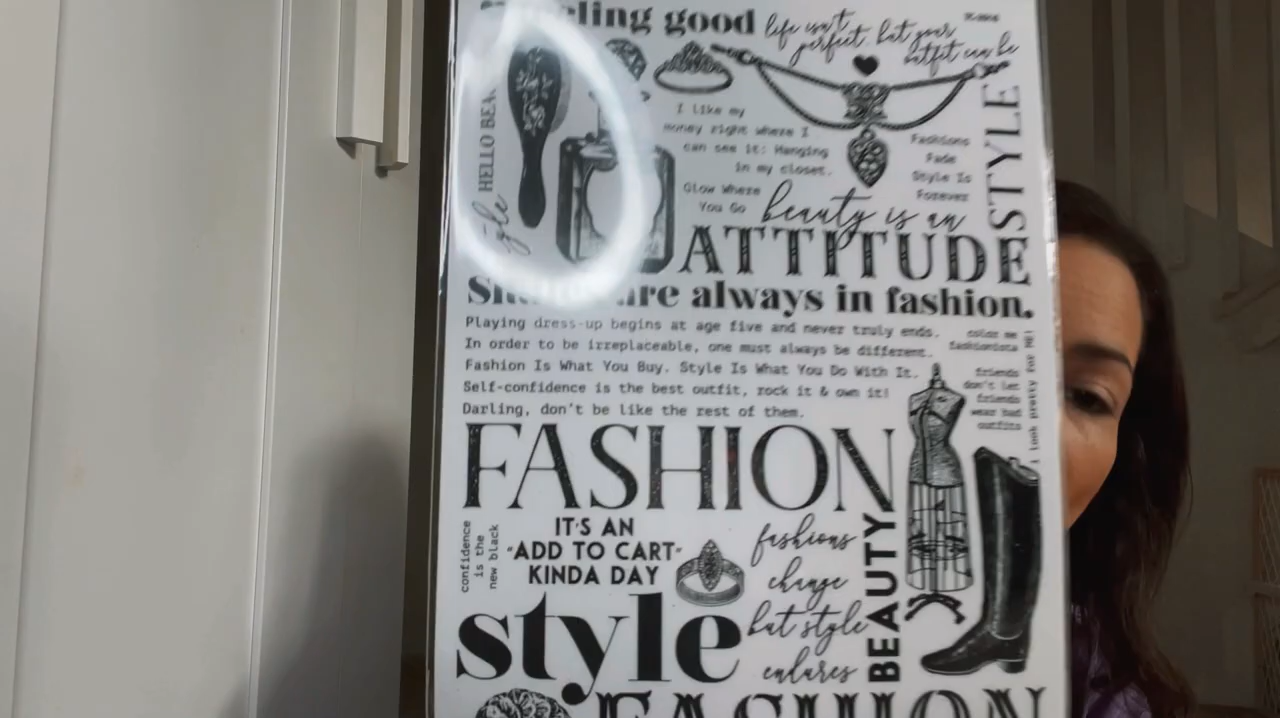 good
life isn't
perfect, but your
outfit can be
HELLO
STYLE
I like my
money right where I
can see it: Hanging
in my closet.
Fashions
Fade
Style Is
Forever
Glow Where
You Go
beauty is an
ATTITUDE
are always in fashion.
Playing dress-up begins at age five and never truly ends.
In order to be irreplaceable, one must always be different.
Fashion Is What You Buy. Style Is What You Do With It.
Self-confidence is the best outfit, rock it & own it!
Darling, don't be like the rest of them.
color me
fashionista
I look pretty for ME!
friends
don't let
friends
wear bad
outfits
FASHION
confidence
is the
new black
IT'S AN
"ADD TO CART"
KINDA DAY
fashions
change
but style
endures
BEAUTY
style
FASHION